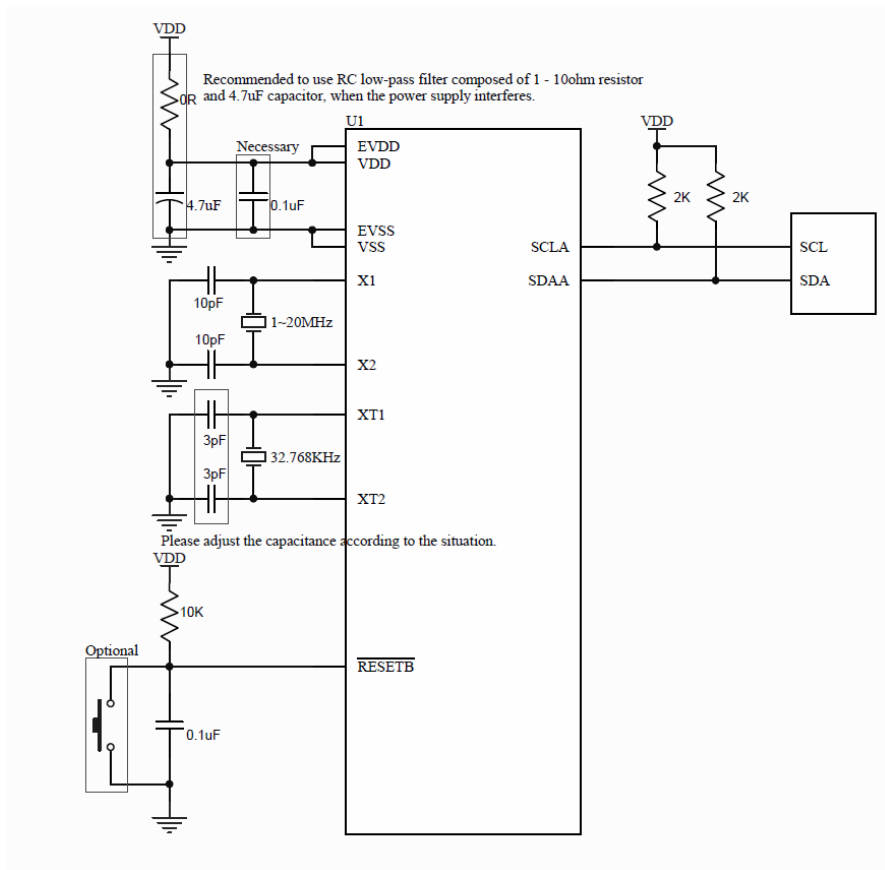 VDD
Recommended to use RC low-pass filter composed of 1 - 10ohm resistor
0R and 4.7uF capacitor, when the power supply interferes.
U1
VDD
Necessary
EVDD
VDD
4.7uF
0.1uF
2K
2K
EVSS
VSS
SCLA
SCL
X1
SDAA
SDA
10pF
1~20MHz
10pF
X2
XT1
3pF
32.768KHz
3pF
XT2
Please adjust the capacitance according to the situation.
VDD
10K
Optional
RESETB
0.1uF